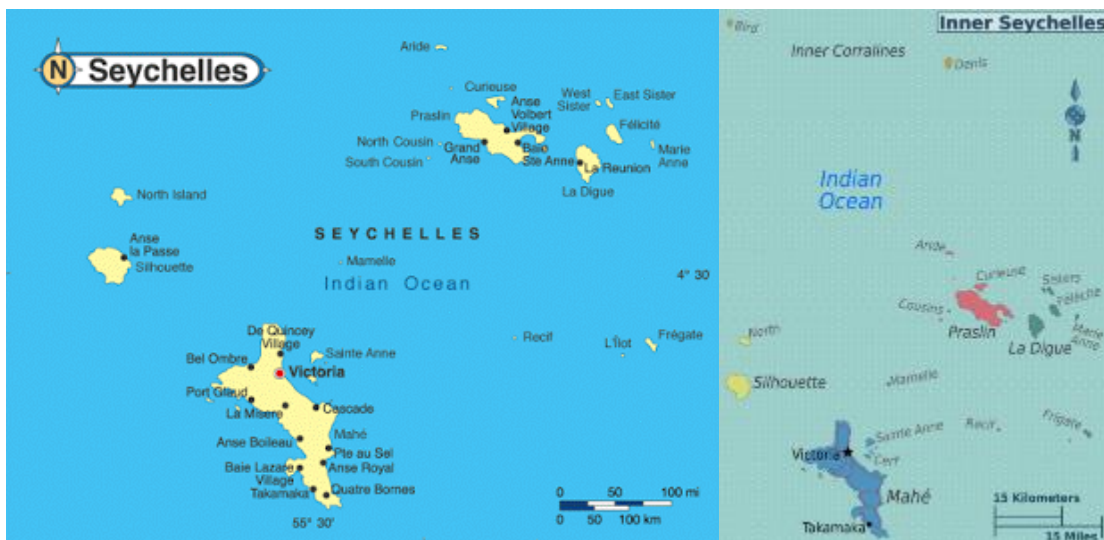 N
Seychelles
Aride
Curieuse
Anse
Volbert
Village
West
Sister
East Sister
Praslin
Félicité
North Cousin
Grand
Anse
Baie
Ste Anne
Marie
Anne
South Cousin
La Reunion
La Digue
North Island
Anse
la Passe
Silhouette
SEYCHELLES
Mamelle
Indian Ocean
4° 30
De Quincey
Village
Sainte Anne
Recif
L'Îlot
Frégate
Bel Ombre
Victoria
Port Glaud
La Misere
Cascade
Mahé
Anse Boileau
Pte au Sel
Baie Lazare
Village
Anse Royal
Takamaka
Quatre Bornes
55° 30'
0 50 100 mi
0 50 100 km
Inner Seychelles
Bird
Inner Corralines
Denis
N
Indian
Ocean
Aride
Curieuse
Sisters
Félèche
Cousins
Praslin
Marie
Anne
La Digue
North
Silhouette
Mamelle
Sainte Anne
Recif
Frigate
Victoria
Cerf
Mahé
Takamaka
15 Kilometers
15 Miles